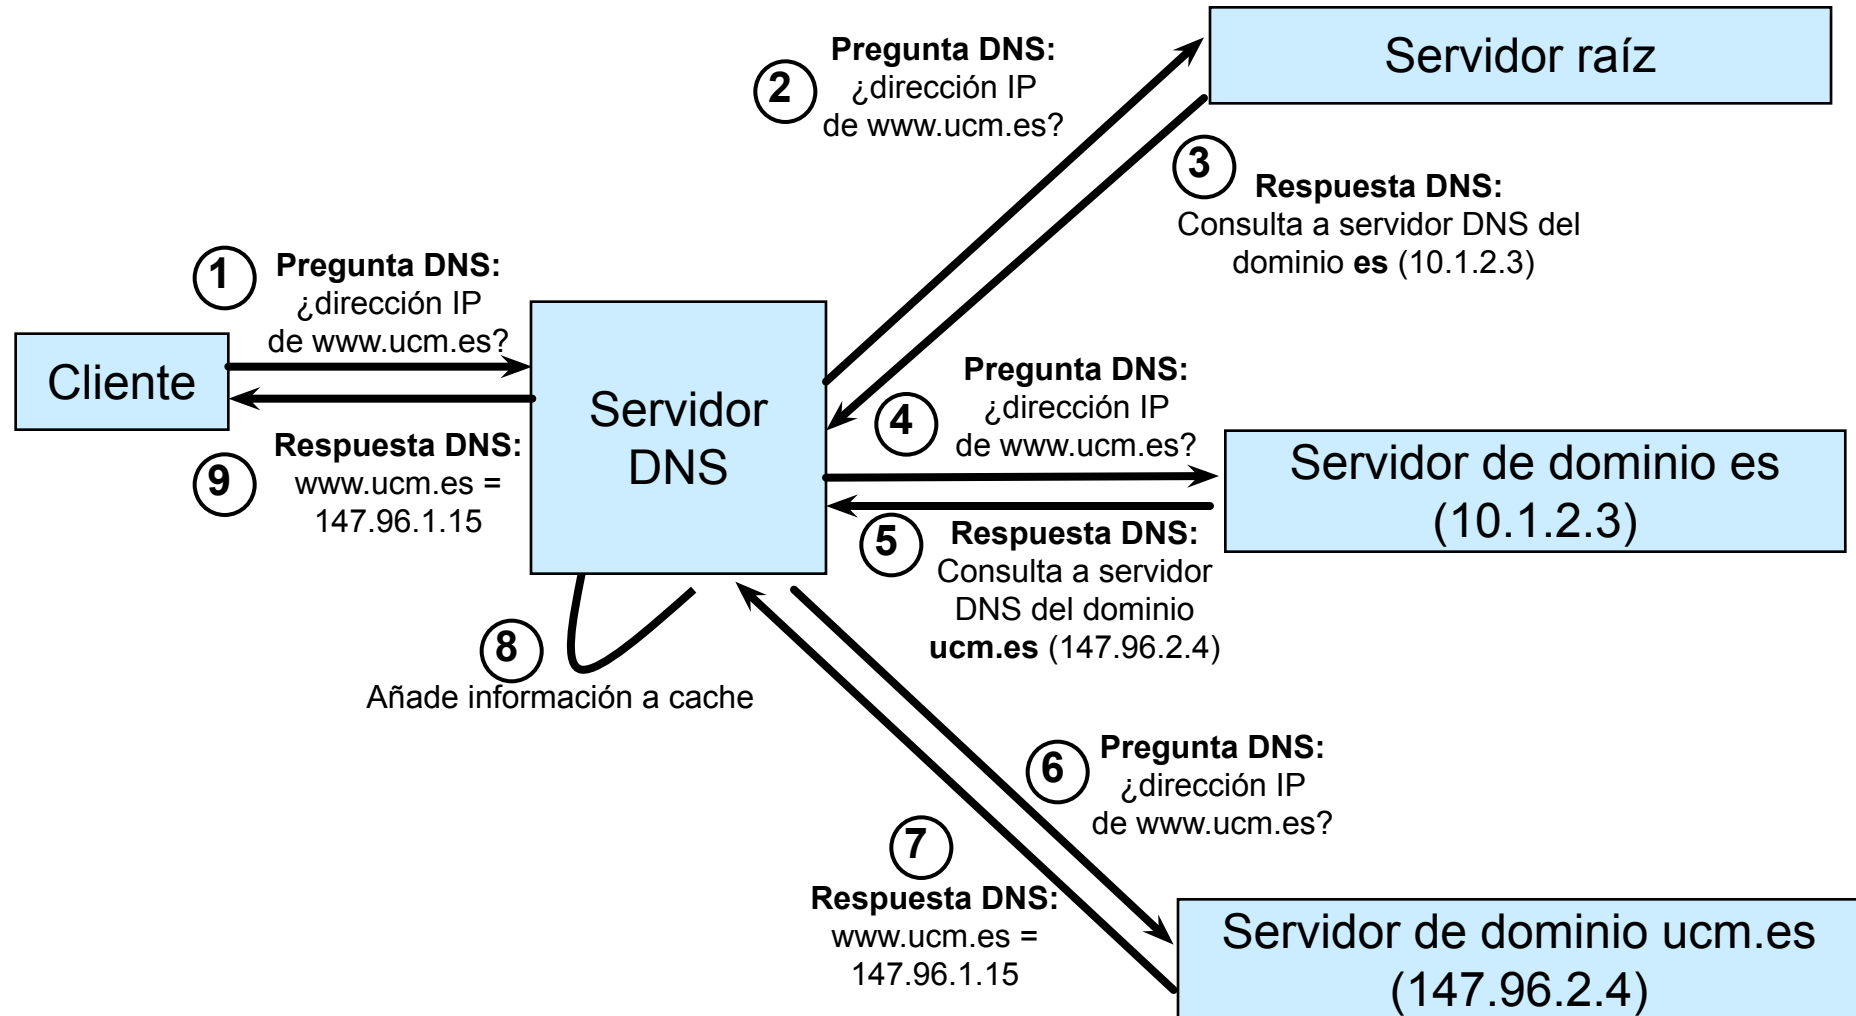 Servidor raíz
2
Pregunta DNS:
¿dirección IP
de www.ucm.es?
3
Respuesta DNS:
Consulta a servidor DNS del
dominio es (10.1.2.3)
1
Pregunta DNS:
¿dirección IP
de www.ucm.es?
Cliente
Servidor
DNS
9
Respuesta DNS:
www.ucm.es =
147.96.1.15
4
Pregunta DNS:
¿dirección IP
de www.ucm.es?
Servidor de dominio es
(10.1.2.3)
5
Respuesta DNS:
Consulta a servidor
DNS del dominio
ucm.es (147.96.2.4)
8
Añade información a cache
6
Pregunta DNS:
¿dirección IP
de www.ucm.es?
7
Respuesta DNS:
www.ucm.es =
147.96.1.15
Servidor de dominio ucm.es
(147.96.2.4)